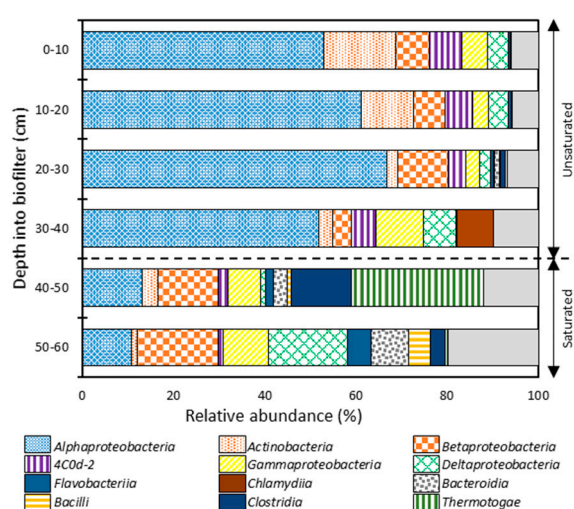 Depth into biofilter (cm)
0-10
10-20
20-30
30-40
40-50
50-60
Unsaturated
Saturated
0 20 40 60 80 100
Relative abundance (%)
Alphaproteobacteria Actinobacteria Betaproteobacteria
4C0d-2 Gammaproteobacteria Deltaproteobacteria
Flavobacteriia Chlamydiia Bacteroidia
Bacilli Clostridia Thermotogae